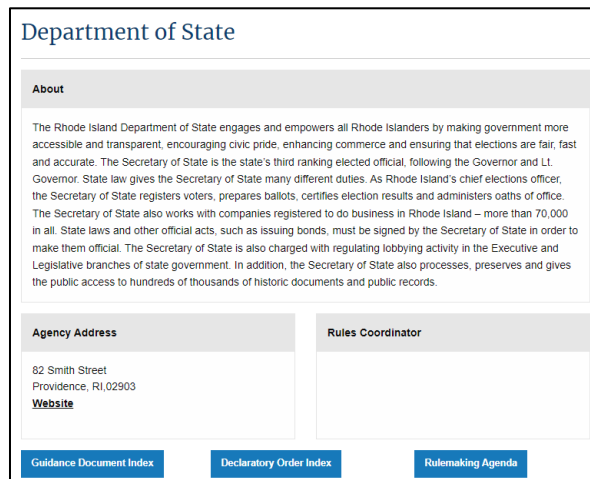 Department of State
About
The Rhode Island Department of State engages and empowers all Rhode Islanders by making government more
accessible and transparent, encouraging civic pride, enhancing commerce and ensuring that elections are fair, fast
and accurate. The Secretary of State is the state's third ranking elected official, following the Governor and Lt.
Governor. State law gives the Secretary of State many different duties. As Rhode Island's chief elections officer,
the Secretary of State registers voters, prepares ballots, certifies election results and administers oaths of office.
The Secretary of State also works with companies registered to do business in Rhode Island – more than 70,000
in all. State laws and other official acts, such as issuing bonds, must be signed by the Secretary of State in order to
make them official. The Secretary of State is also charged with regulating lobbying activity in the Executive and
Legislative branches of state government. In addition, the Secretary of State also processes, preserves and gives
the public access to hundreds of thousands of historic documents and public records.
Agency Address
82 Smith Street
Providence, RI,02903
Website
Rules Coordinator
Guidance Document Index
Declaratory Order Index
Rulemaking Agenda